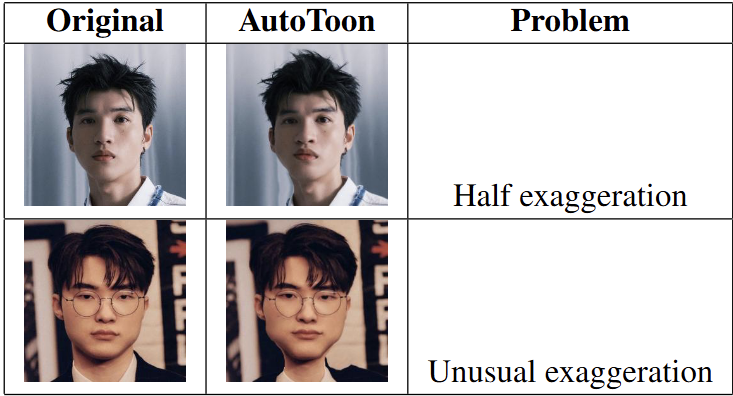 Original AutoToon Problem
Half exaggeration
Unusual exaggeration